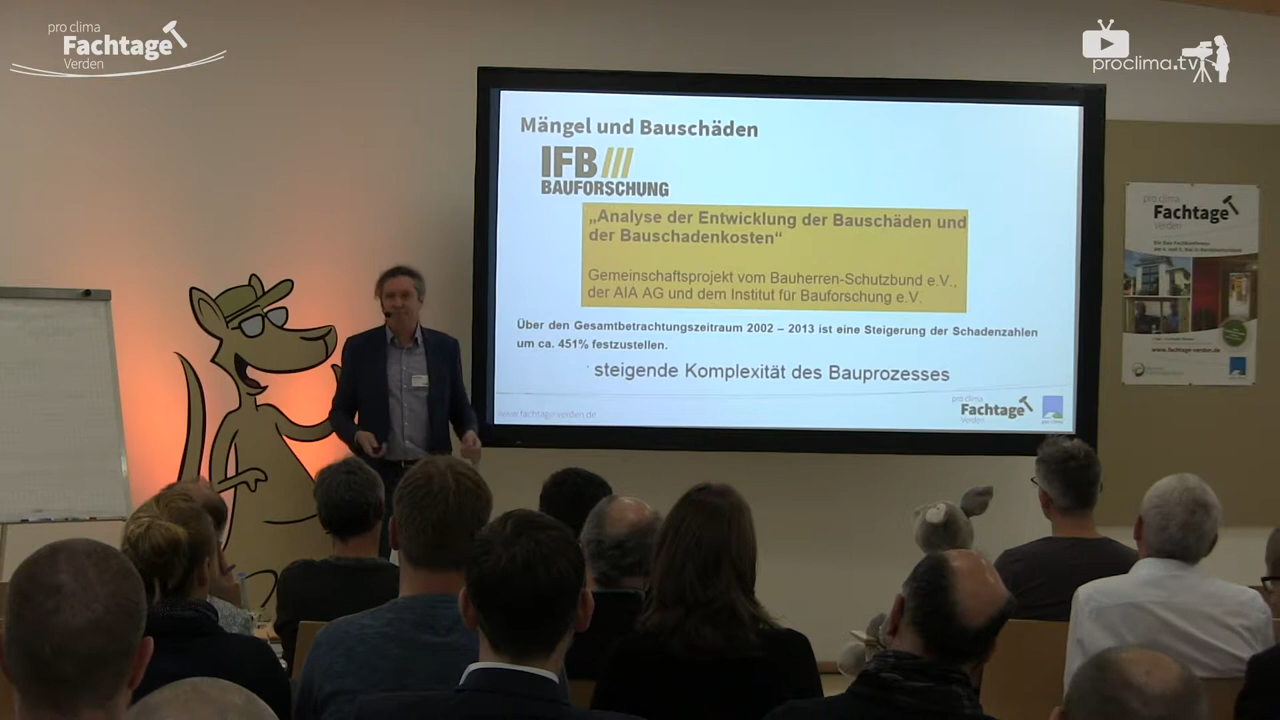 pro clima
Fachtage
Verden
proclima.tv
Mängel und Bauschäden
IFB
BAUFORSCHUNG
„Analyse der Entwicklung der Bauschäden und
der Bauschadenkosten“
Gemeinschaftsprojekt vom Bauherren-Schutzbund e.V.,
der AIA AG und dem Institut für Bauforschung e.V.
Über den Gesamtbetrachtungszeitraum 2002 – 2013 ist eine Steigerung der Schadenzahlen
um ca. 451% festzustellen.
steigende Komplexität des Bauprozesses
www.fachtage-verden.de
pro clima
Fachtage
Verden
pro clima
pro clima
Fachtage
Verden
www.fachtage-verden.de